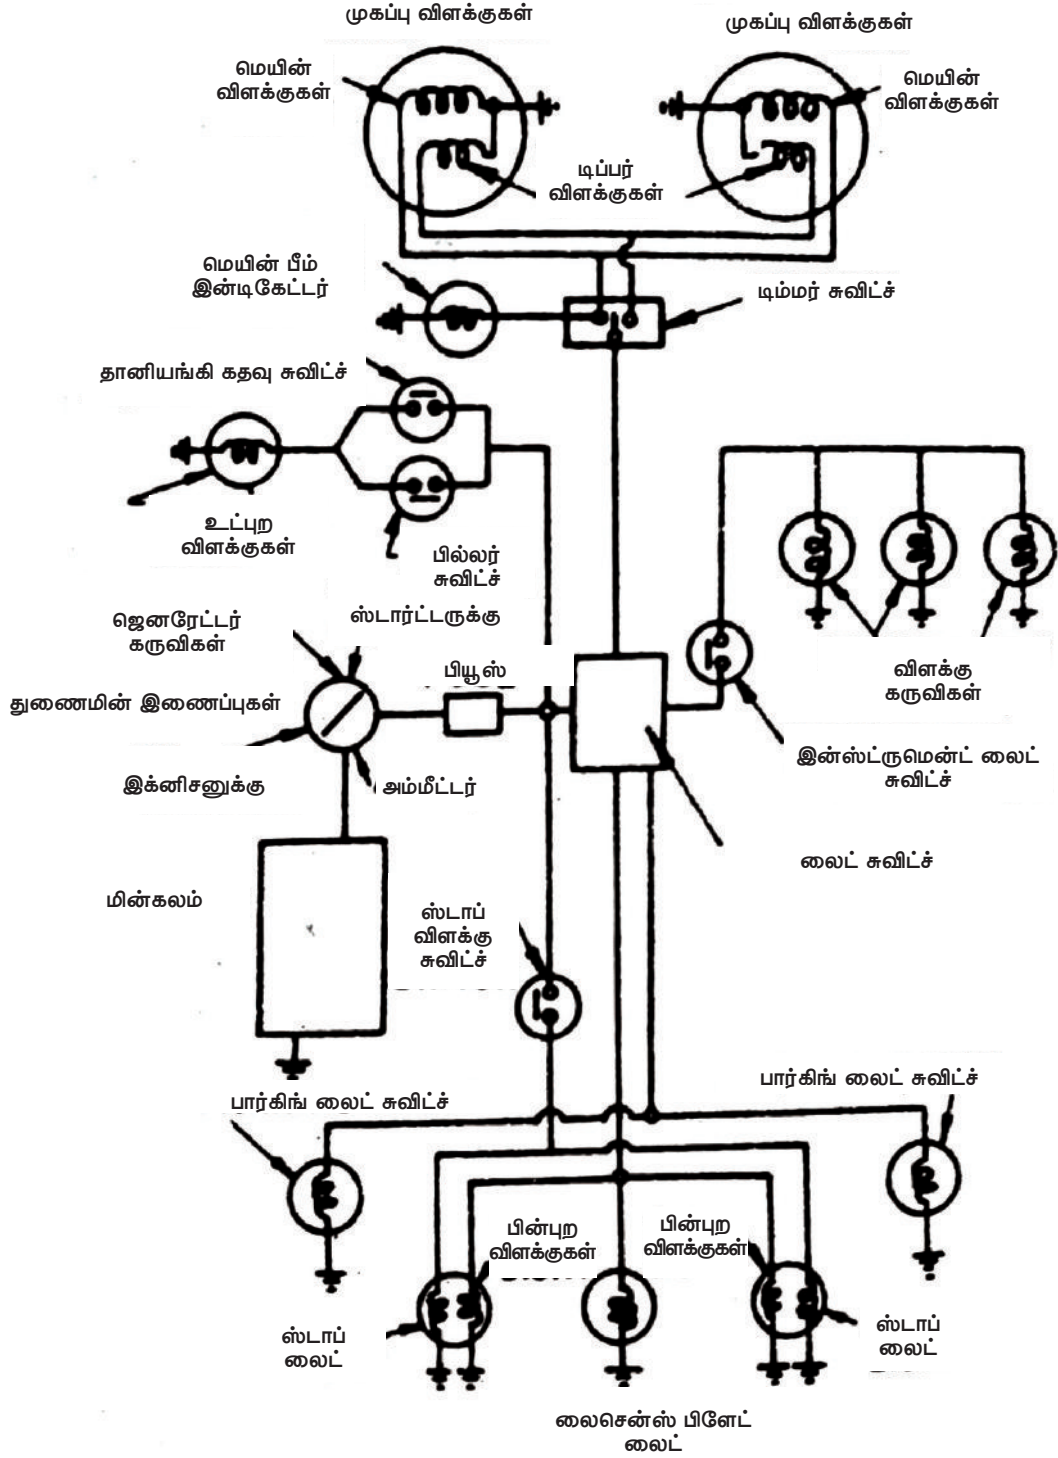 முகப்பு விளக்குகள்
முகப்பு விளக்குகள்
மெயின்
விளக்குகள்
மெயின்
விளக்குகள்
டிப்பர்
விளக்குகள்
மெயின் பீம்
இன்டிகேட்டர்
டிம்மர் சுவிட்ச்
தானியங்கி கதவு சுவிட்ச்
உட்புற
விளக்குகள்
பில்லர்
சுவிட்ச்
ஜெனரேட்டர்
கருவிகள்
ஸ்டார்ட்டருக்கு
பியூஸ்
விளக்கு
கருவிகள்
துணைமின் இணைப்புகள்
இன்ஸ்ட்ருமென்ட் லைட்
சுவிட்ச்
இக்னிசனுக்கு
அம்மீட்டர்
லைட் சுவிட்ச்
மின்கலம்
ஸ்டாப்
விளக்கு
சுவிட்ச்
பார்கிங் லைட் சுவிட்ச்
பார்கிங் லைட் சுவிட்ச்
பின்புற
விளக்குகள்
பின்புற
விளக்குகள்
ஸ்டாப்
லைட்
ஸ்டாப்
லைட்
லைசென்ஸ் பிளேட்
லைட்